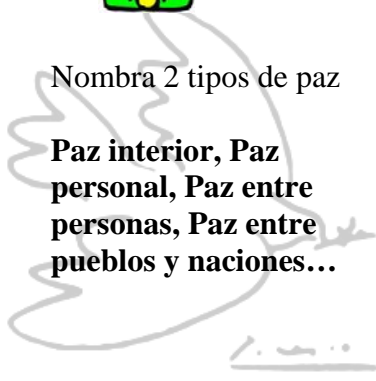 Nombra 2 tipos de paz
Paz interior, Paz
personal, Paz entre
personas, Paz entre
pueblos y naciones…